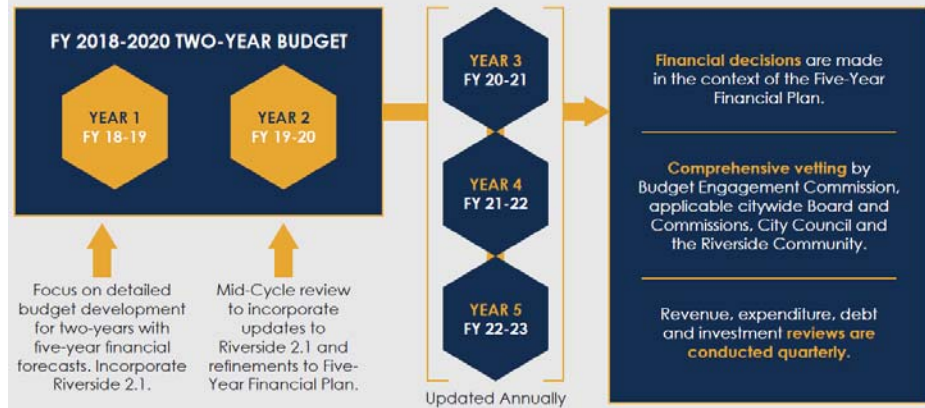 FY 2018-2020 TWO-YEAR BUDGET
YEAR 1
FY 18-19
YEAR 2
FY 19-20
Focus on detailed
budget development
for two-years with
five-year financial
forecasts. Incorporate
Riverside 2.1.
Mid-Cycle review
to incorporate
updates to
Riverside 2.1 and
refinements to Five-
Year Financial Plan.
YEAR 3
FY 20-21
YEAR 4
FY 21-22
YEAR 5
FY 22-23
Updated Annually
Financial decisions are made
in the context of the Five-Year
Financial Plan.
Comprehensive vetting by
Budget Engagement Commission,
applicable citywide Board and
Commissions, City Council and
the Riverside Community.
Revenue, expenditure, debt
and investment reviews are
conducted quarterly.